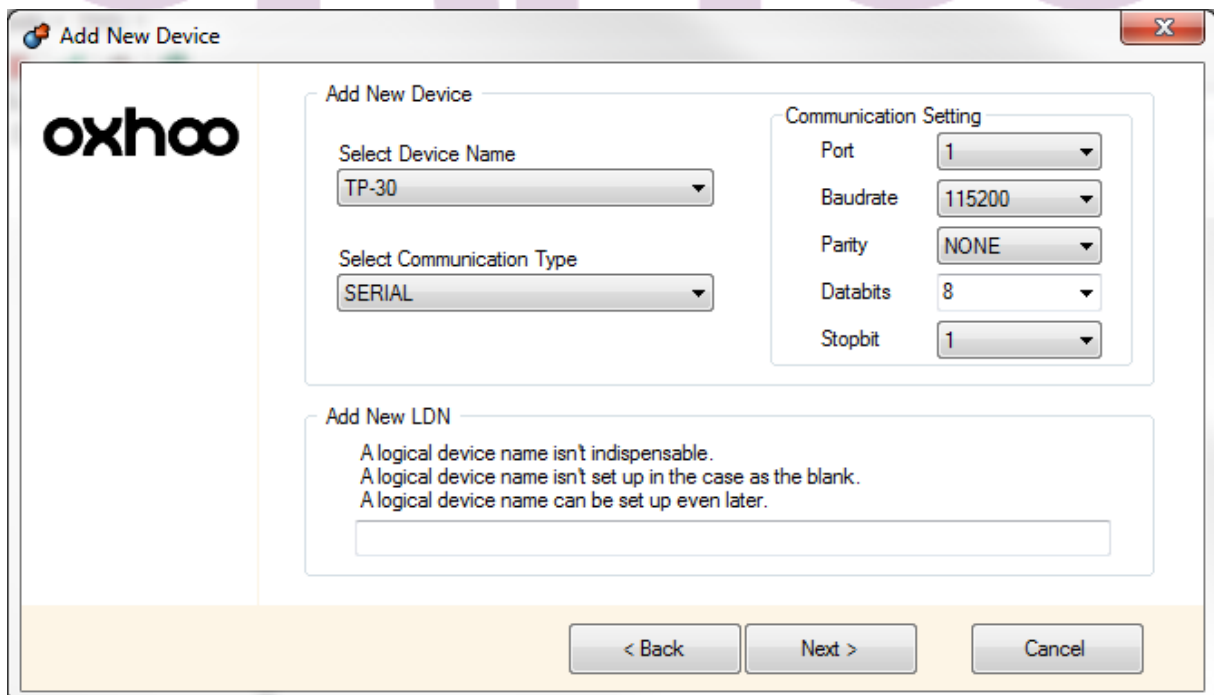 Add New Device
oxhoo
Add New Device
Select Device Name
TP-30
Select Communication Type
SERIAL
Communication Setting
Port 1
Baudrate 115200
Parity NONE
Databits 8
Stopbit 1
Add New LDN
A logical device name isn't indispensable.
A logical device name isn't set up in the case as the blank.
A logical device name can be set up even later.
< Back Next > Cancel